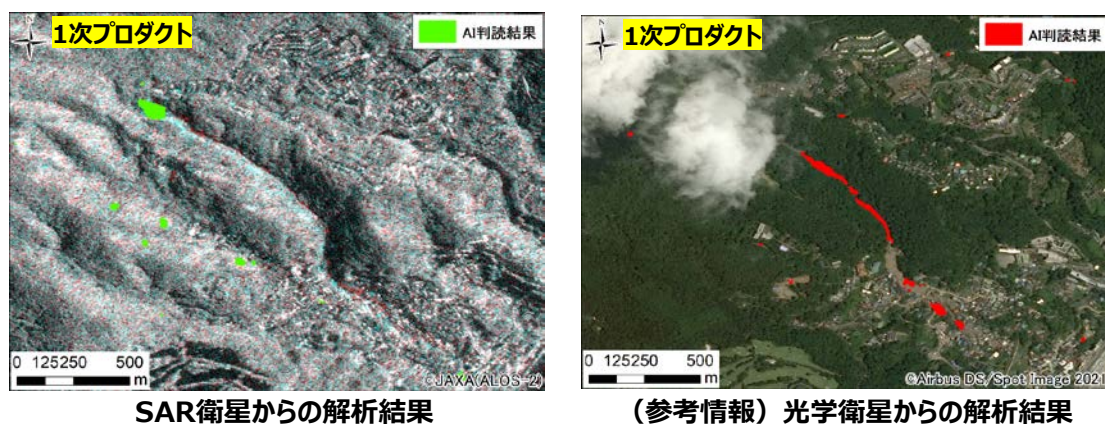 1次プロダクト
AI判読結果
N
0 125250 500
m
©JAXA(ALOS-2)
SAR衛星からの解析結果
1次プロダクト
AI判読結果
N
0 125250 500
m
©Airbus DS/Spot Image 2021
（参考情報）光学衛星からの解析結果